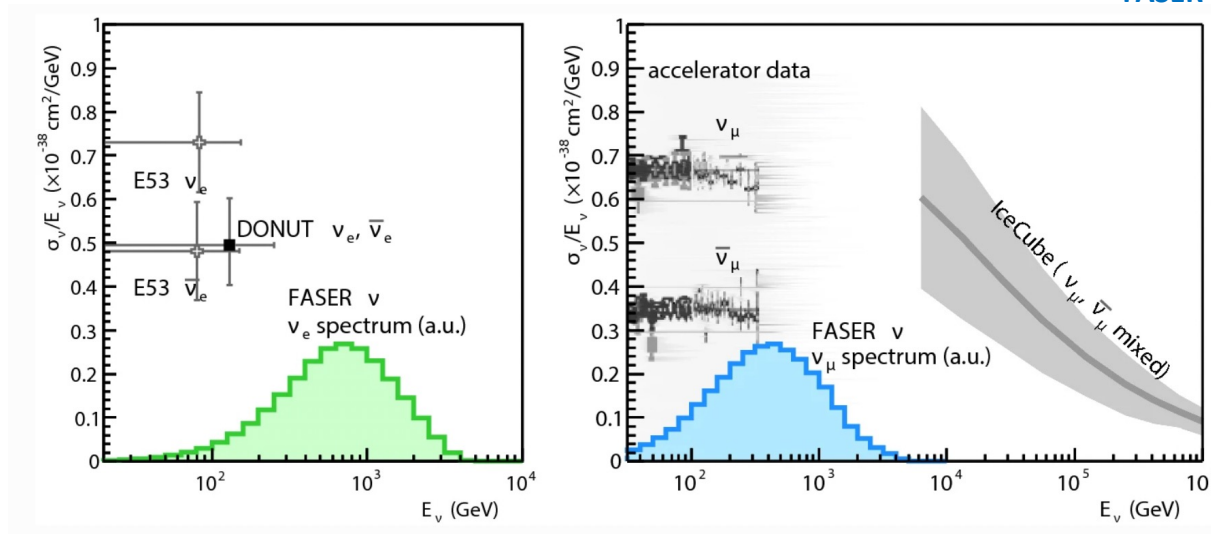 σν/Eν (×10-38 cm2/GeV)
1
0.9
0.8
0.7
0.6
0.5
0.4
0.3
0.2
0.1
0
E53 νe
DONUT νe, ν̅e
E53 ν̅e
FASER ν
νe spectrum (a.u.)
102
103
104
Eν (GeV)
σν/Eν (×10-38 cm2/GeV)
1
0.9
0.8
0.7
0.6
0.5
0.4
0.3
0.2
0.1
0
accelerator data
νμ
ν̅μ
IceCube ( νμ, ν̅μ mixed)
FASER ν
νμ spectrum (a.u.)
102
103
104
105
Eν (GeV)